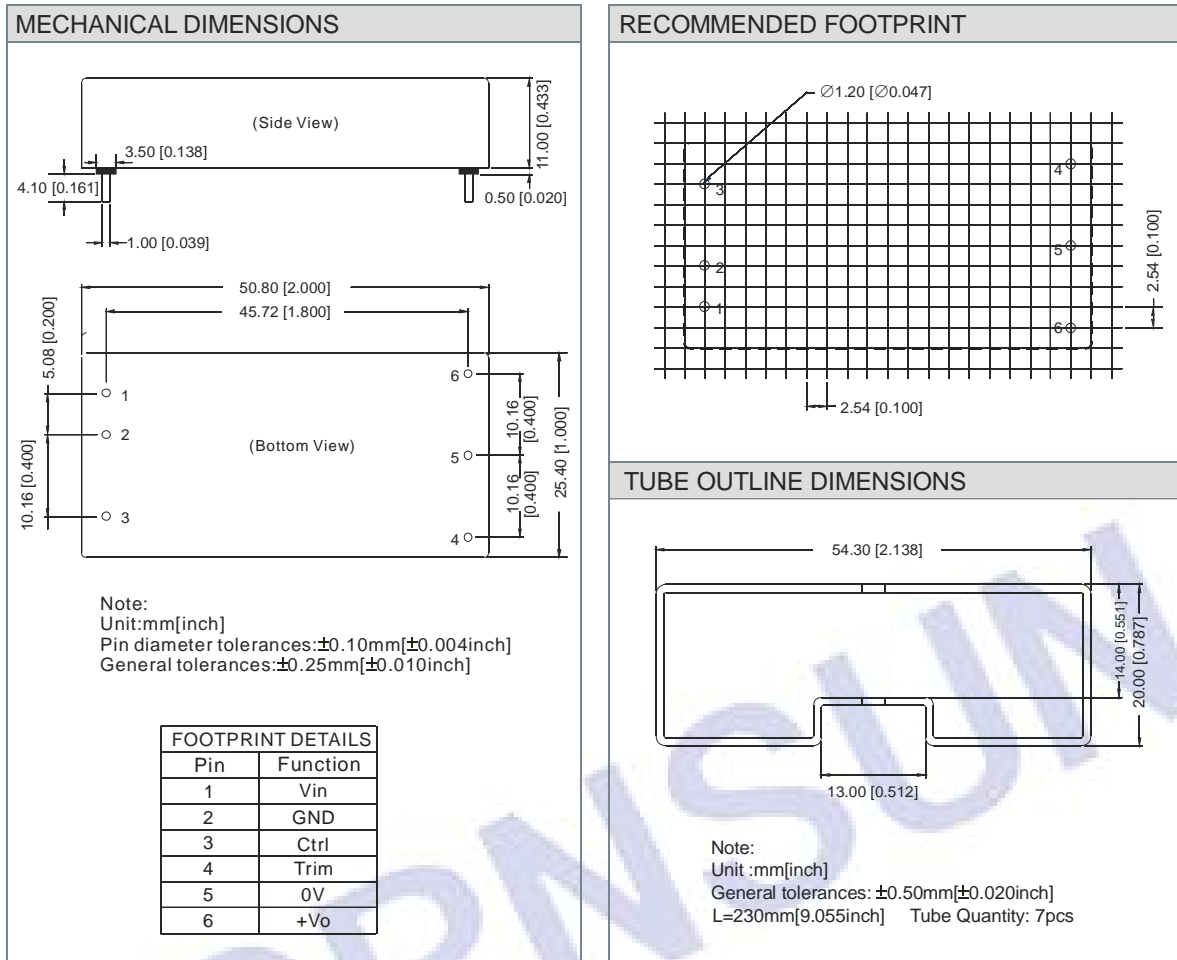 MECHANICAL DIMENSIONS
(Side View)
11.00 [0.433]
3.50 [0.138]
4.10 [0.161]
0.50 [0.020]
1.00 [0.039]
50.80 [2.000]
45.72 [1.800]
5.08 [0.200]
10.16 [0.400]
1
2
3
(Bottom View)
6
5
4
10.16
[0.400]
10.16
[0.400]
25.40 [1.000]
Note:
Unit:mm[inch]
Pin diameter tolerances:±0.10mm[±0.004inch]
General tolerances:±0.25mm[±0.010inch]
FOOTPRINT DETAILS
Pin Function
1 Vin
2 GND
3 Ctrl
4 Trim
5 0V
6 +Vo
RECOMMENDED FOOTPRINT
∅1.20 [∅0.047]
3
2
1
4
5
6
2.54 [0.100]
2.54 [0.100]
TUBE OUTLINE DIMENSIONS
54.30 [2.138]
14.00 [0.551]
20.00 [0.787]
13.00 [0.512]
Note:
Unit :mm[inch]
General tolerances: ±0.50mm[±0.020inch]
L=230mm[9.055inch] Tube Quantity: 7pcs
RNSUN